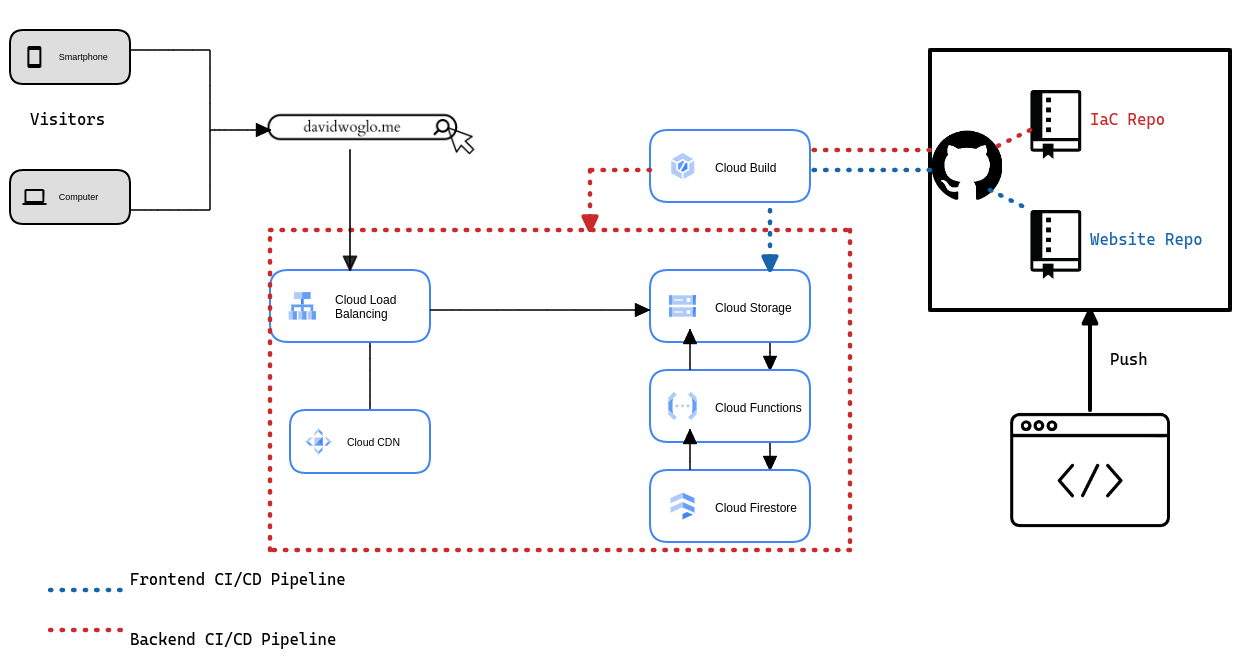 Smartphone
Visitors
Computer
davidwoglo.me
Cloud Build
IaC Repo
Website Repo
Cloud Load
Balancing
Cloud Storage
Cloud Functions
Cloud CDN
Cloud Firestore
Push
</>
Frontend CI/CD Pipeline
Backend CI/CD Pipeline